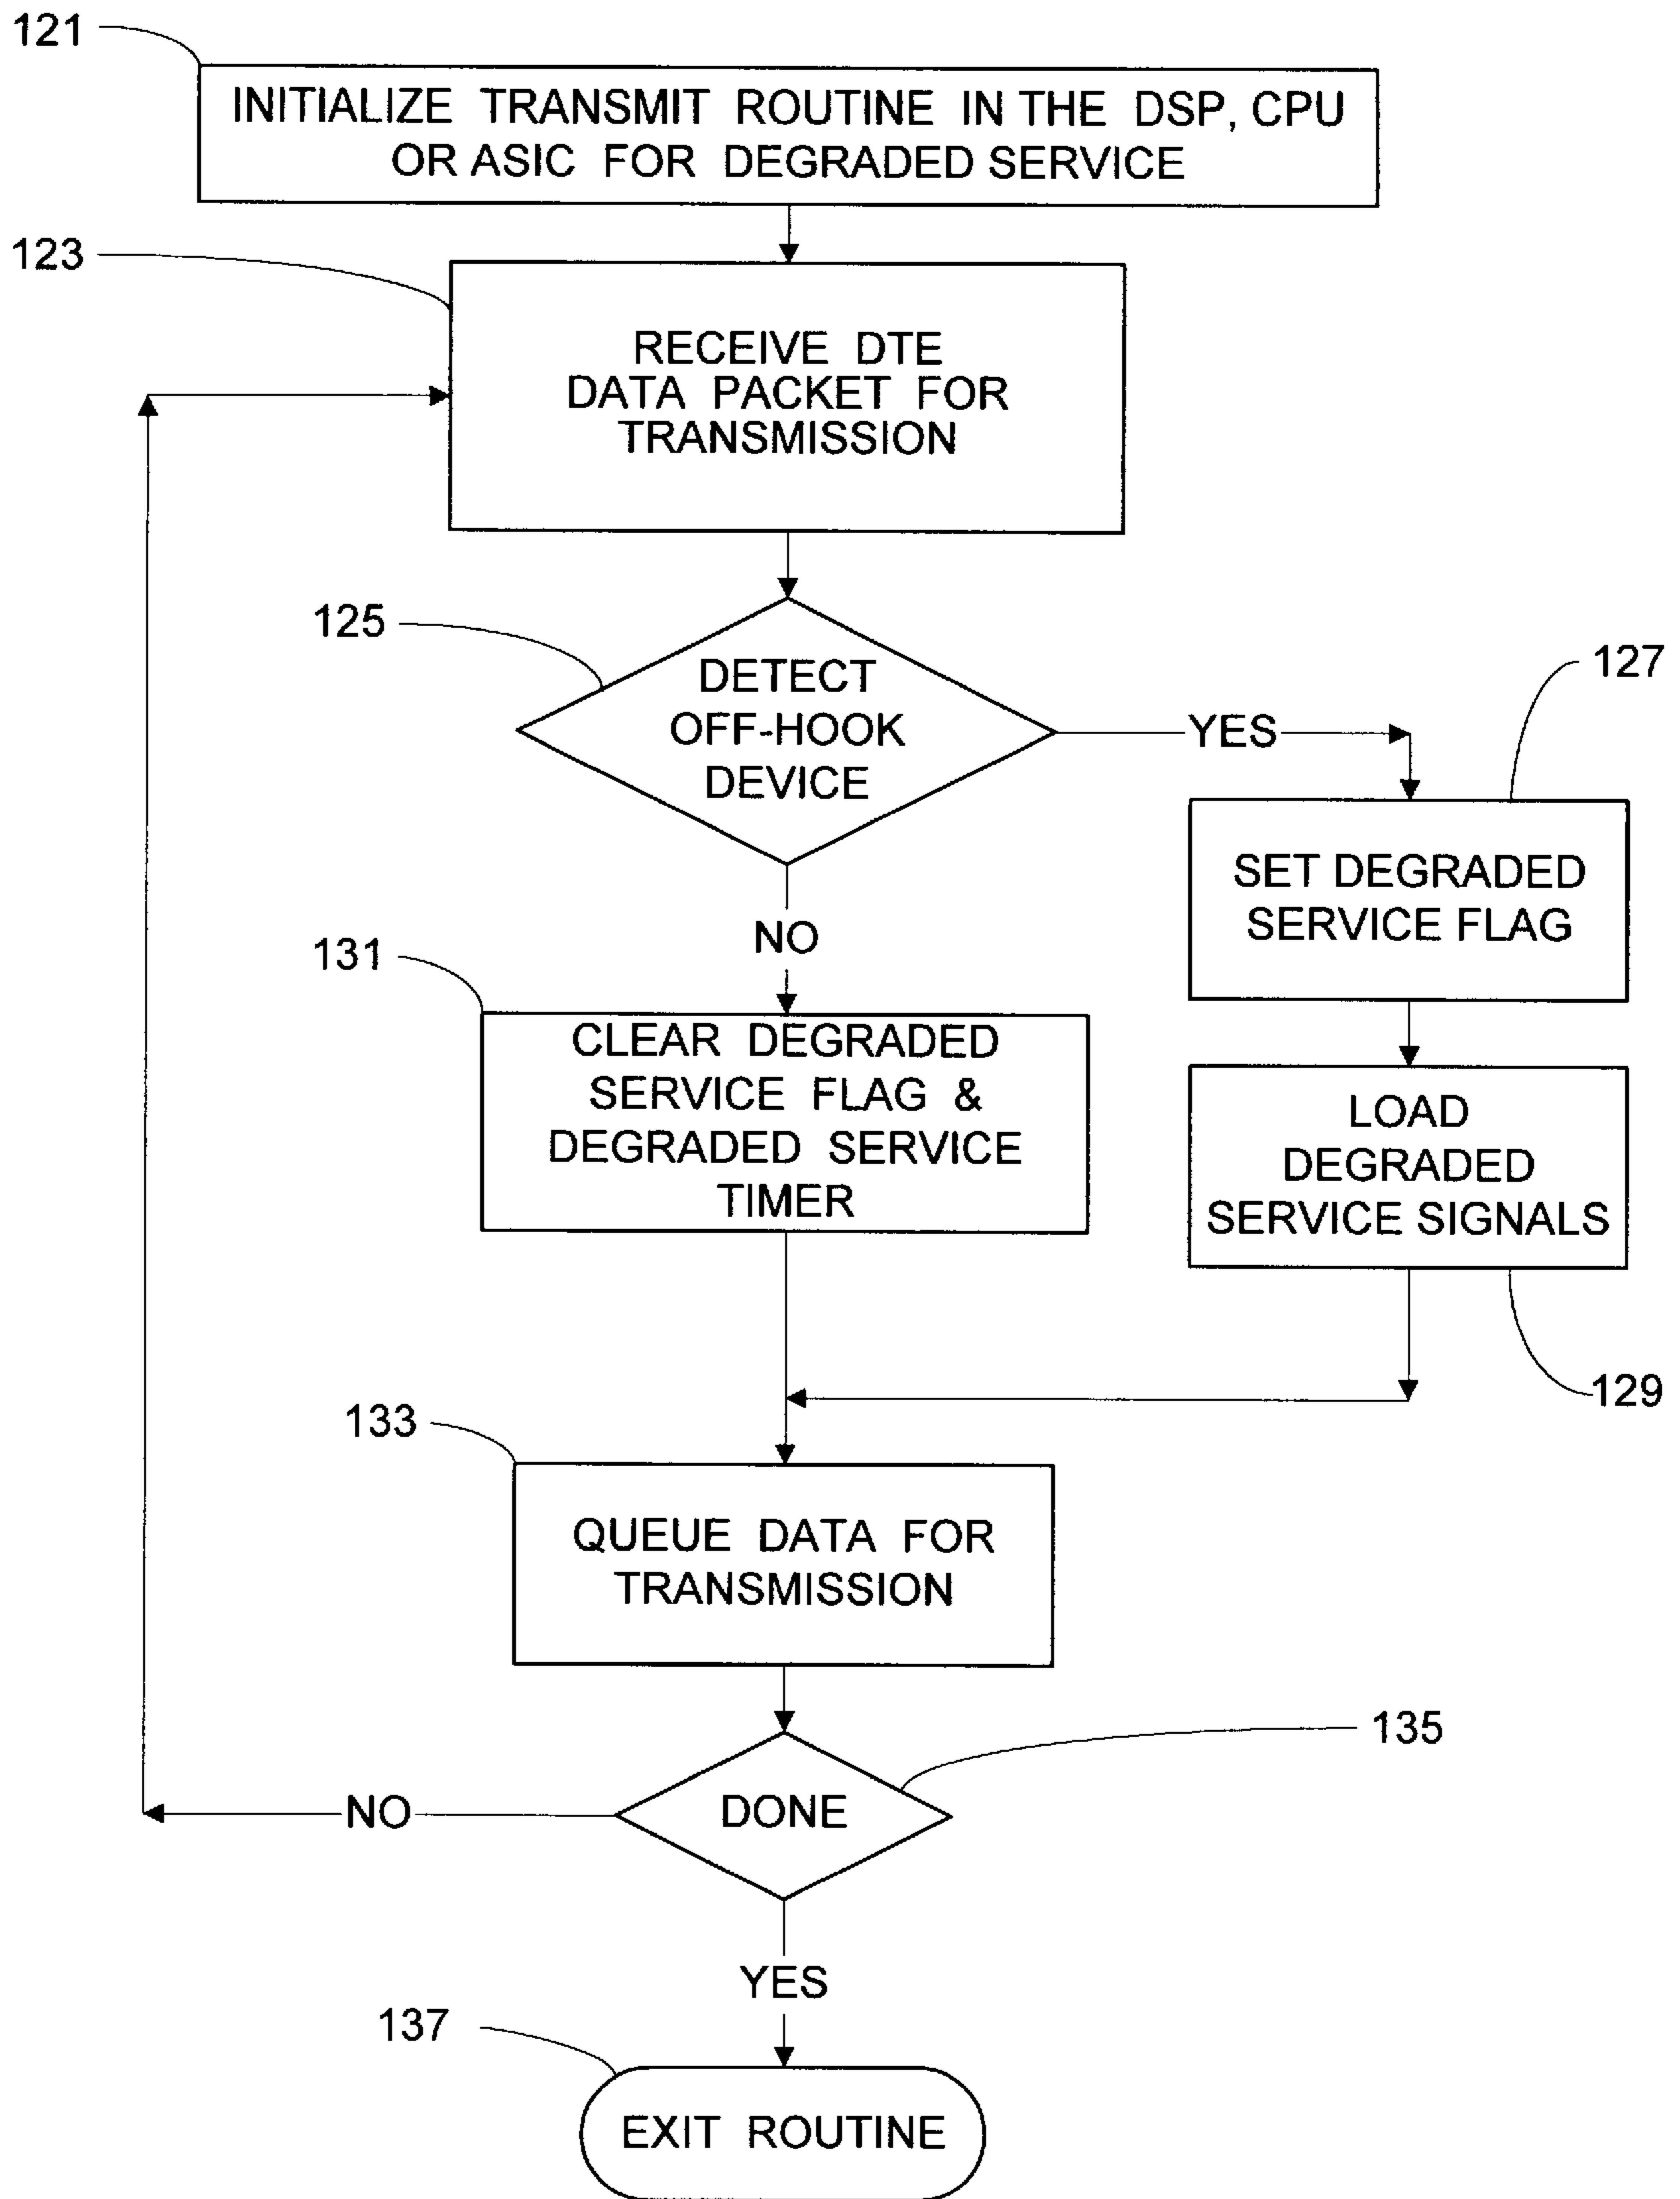 121
INITIALIZE TRANSMIT ROUTINE IN THE DSP, CPU
OR ASIC FOR DEGRADED SERVICE
123
RECEIVE DTE
DATA PACKET FOR
TRANSMISSION
125
DETECT
OFF-HOOK
DEVICE
YES
127
SET DEGRADED
SERVICE FLAG
NO
131
CLEAR DEGRADED
SERVICE FLAG &
DEGRADED SERVICE
TIMER
LOAD
DEGRADED
SERVICE SIGNALS
129
133
QUEUE DATA FOR
TRANSMISSION
135
DONE
NO
YES
137
EXIT ROUTINE